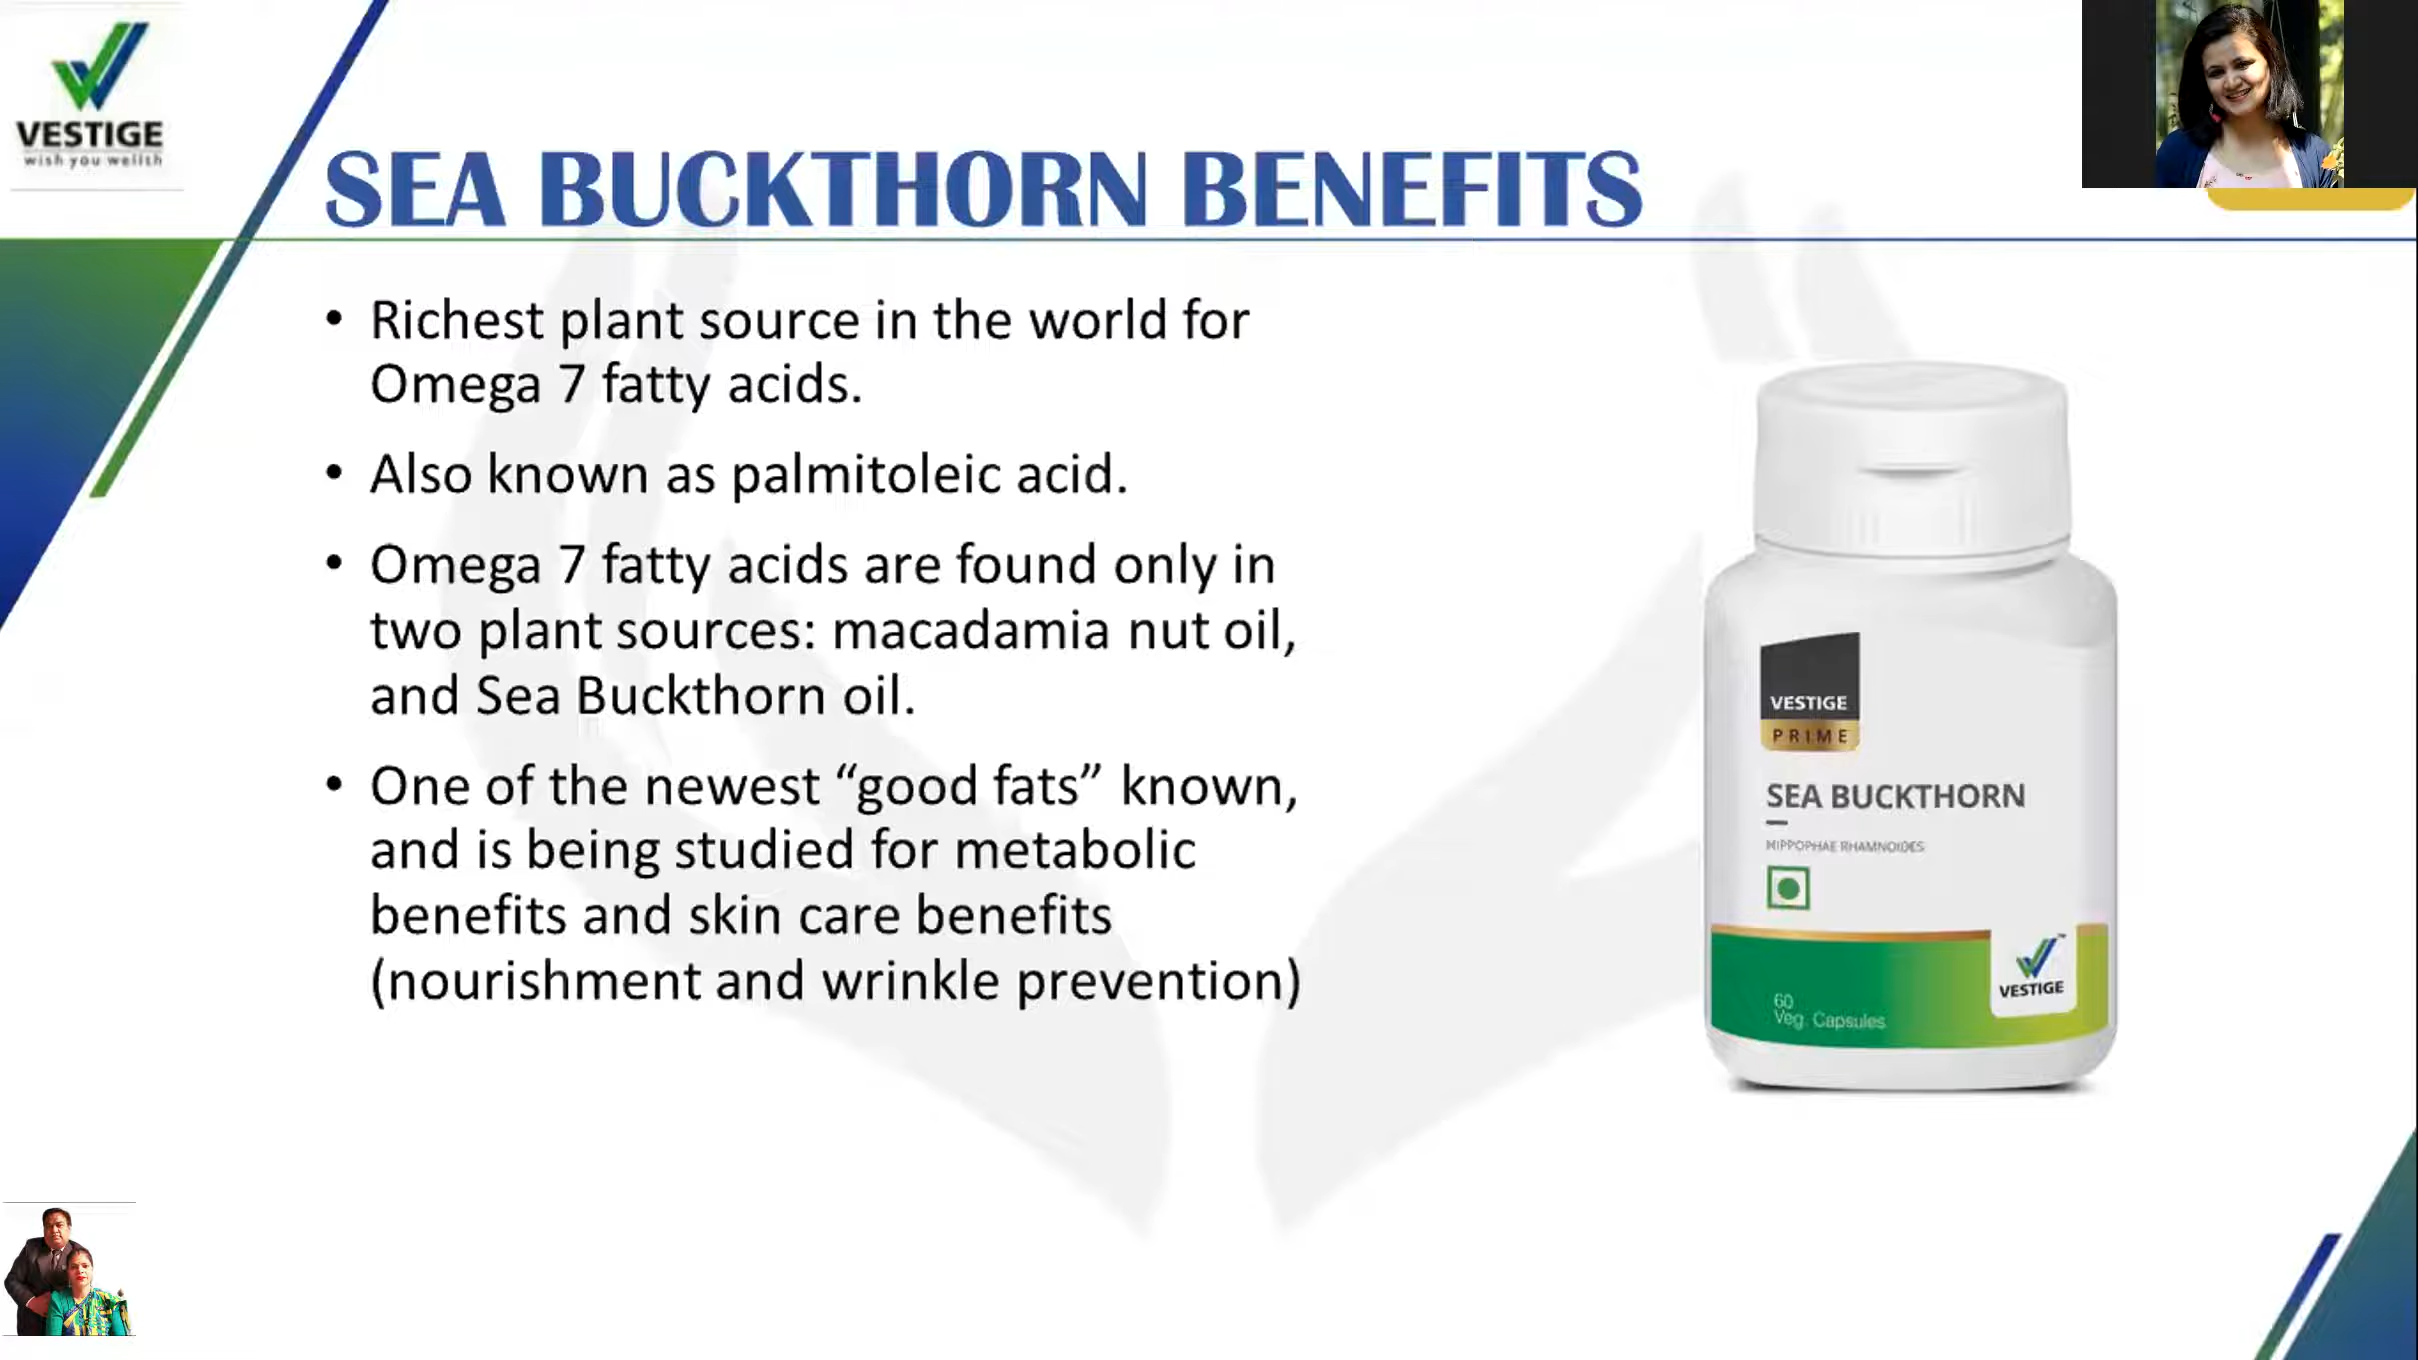 VESTIGE
wish you wellth
SEA BUCKTHORN BENEFITS
• Richest plant source in the world for
Omega 7 fatty acids.
• Also known as palmitoleic acid.
• Omega 7 fatty acids are found only in
two plant sources: macadamia nut oil,
and Sea Buckthorn oil.
• One of the newest “good fats” known,
and is being studied for metabolic
benefits and skin care benefits
(nourishment and wrinkle prevention)
VESTIGE
PRIME
SEA BUCKTHORN
HIPPOPHAE RHAMNOIDES
60
Veg. Capsules
VESTIGE